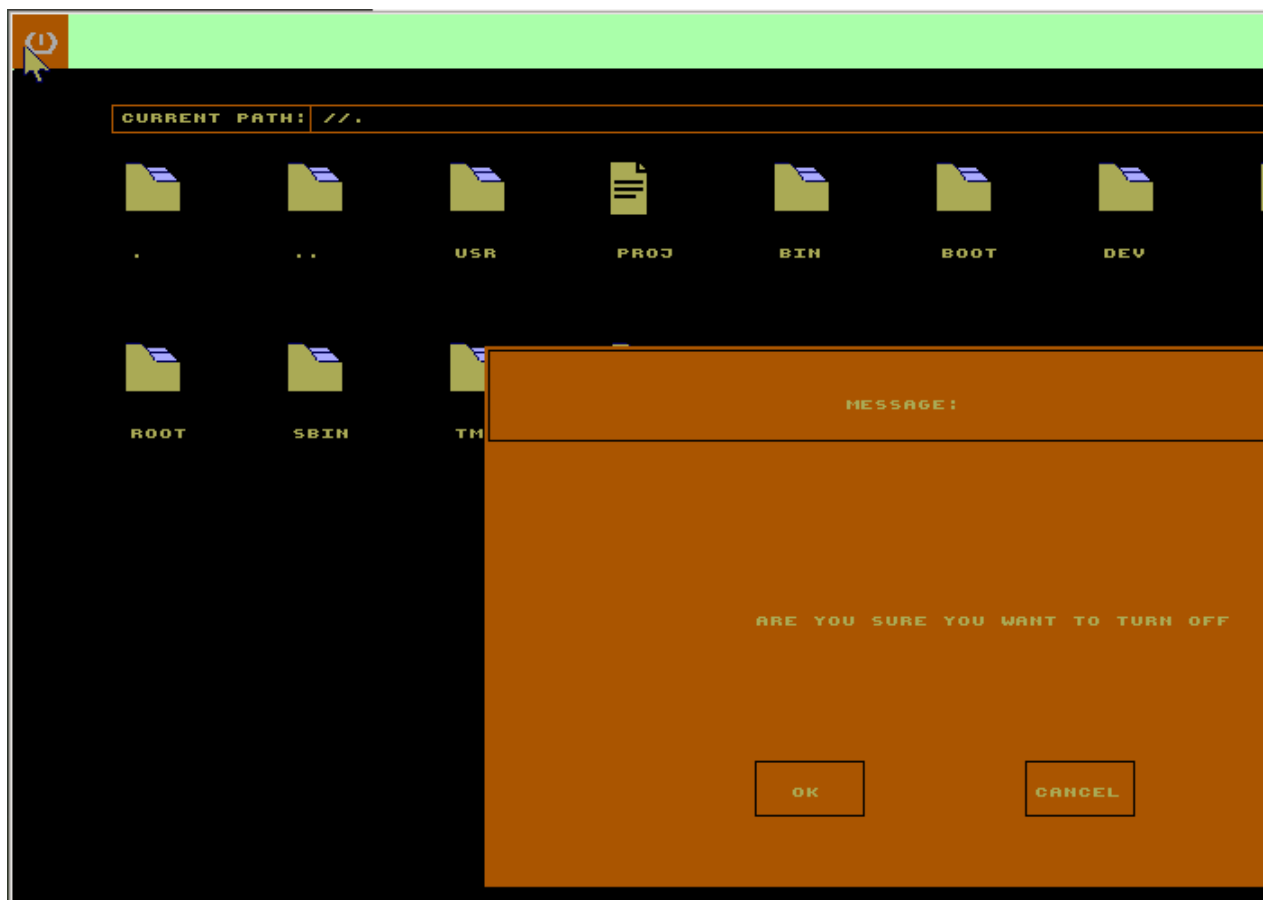 CURRENT PATH: //.
. .. USR PROJ BIN BOOT DEV
ROOT SBIN TM
MESSAGE:
ARE YOU SURE YOU WANT TO TURN OFF
OK CANCEL